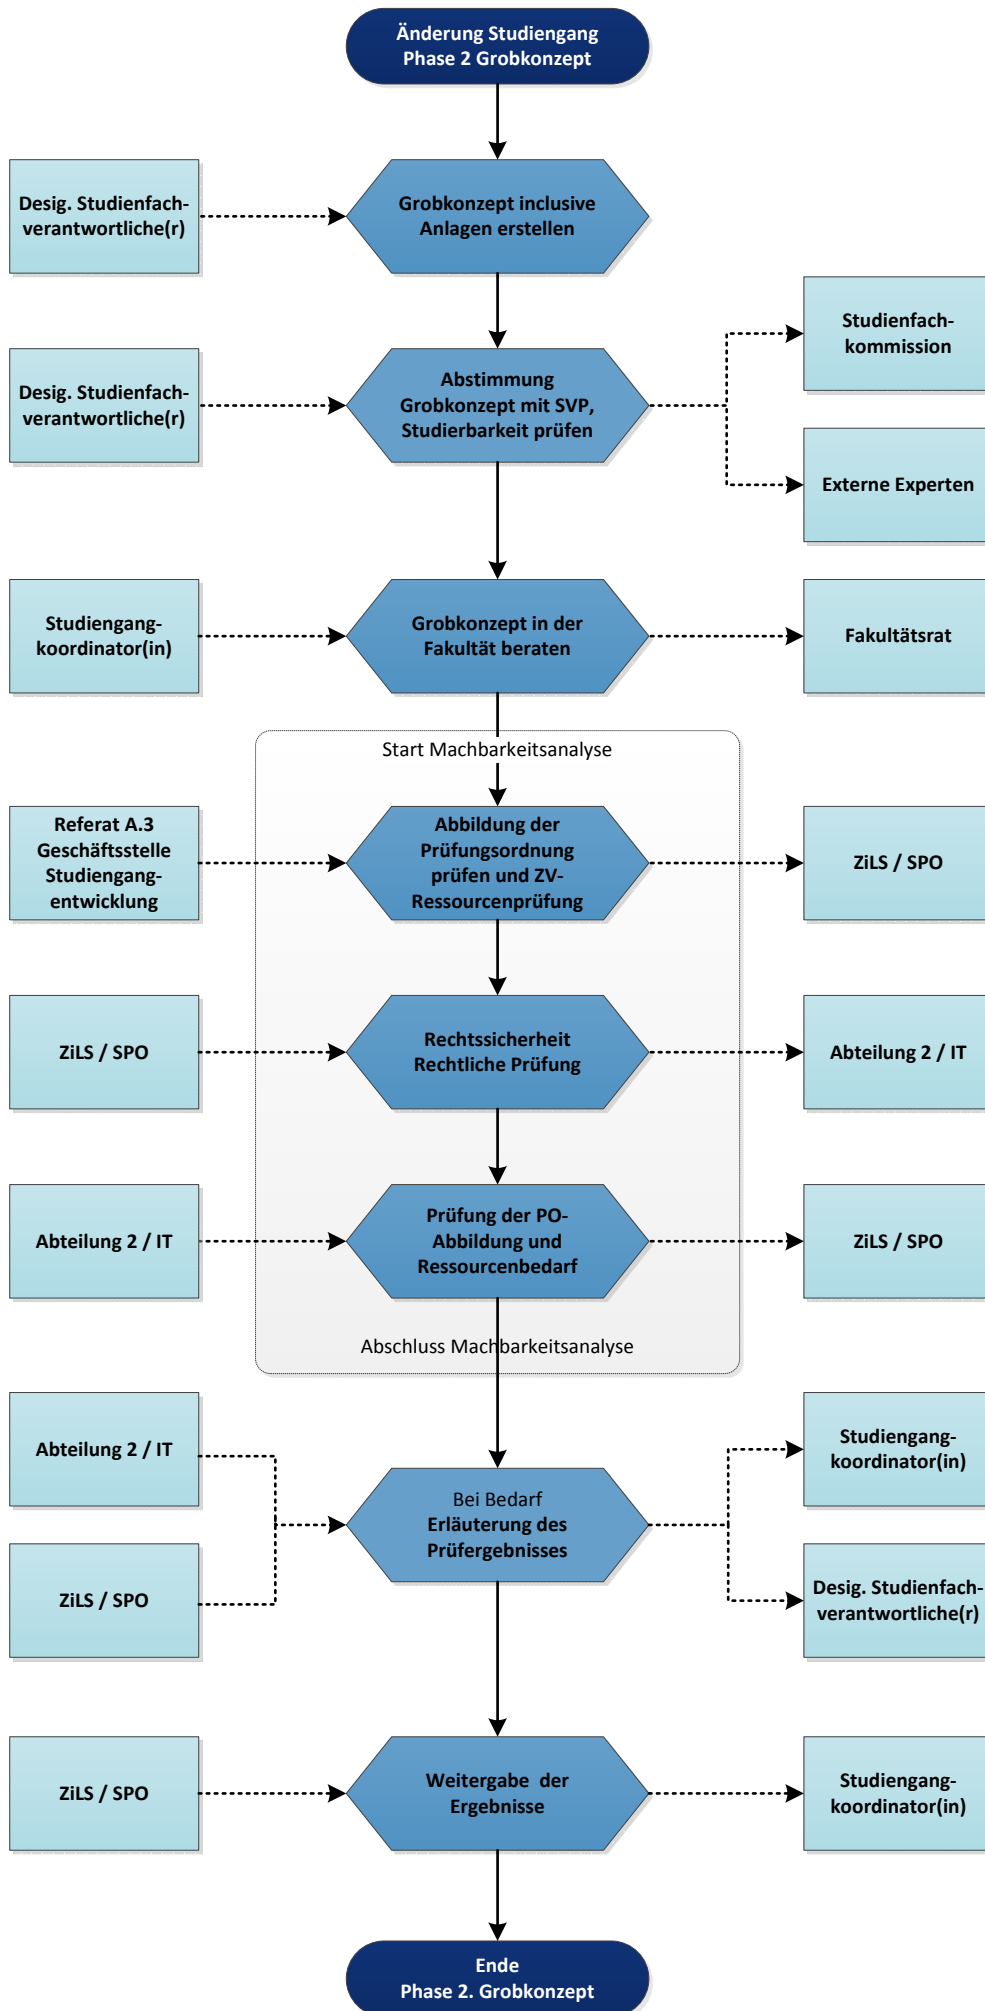 Änderung Studiengang
Phase 2 Grobkonzept
Desig. Studienfach-
verantwortliche(r)
Grobkonzept inclusive
Anlagen erstellen
Desig. Studienfach-
verantwortliche(r)
Abstimmung
Grobkonzept mit SVP,
Studierbarkeit prüfen
Studienfach-
kommission
Externe Experten
Studiengang-
koordinator(in)
Grobkonzept in der
Fakultät beraten
Fakultätsrat
Start Machbarkeitsanalyse
Referat A.3
Geschäftsstelle
Studiengang-
entwicklung
Abbildung der
Prüfungsordnung
prüfen und ZV-
Ressourcenprüfung
ZiLS / SPO
ZiLS / SPO
Rechtssicherheit
Rechtliche Prüfung
Abteilung 2 / IT
Abteilung 2 / IT
Prüfung der PO-
Abbildung und
Ressourcenbedarf
ZiLS / SPO
Abschluss Machbarkeitsanalyse
Abteilung 2 / IT
ZiLS / SPO
Bei Bedarf
Erläuterung des
Prüfergebnisses
Studiengang-
koordinator(in)
Desig. Studienfach-
verantwortliche(r)
ZiLS / SPO
Weitergabe der
Ergebnisse
Studiengang-
koordinator(in)
Ende
Phase 2. Grobkonzept